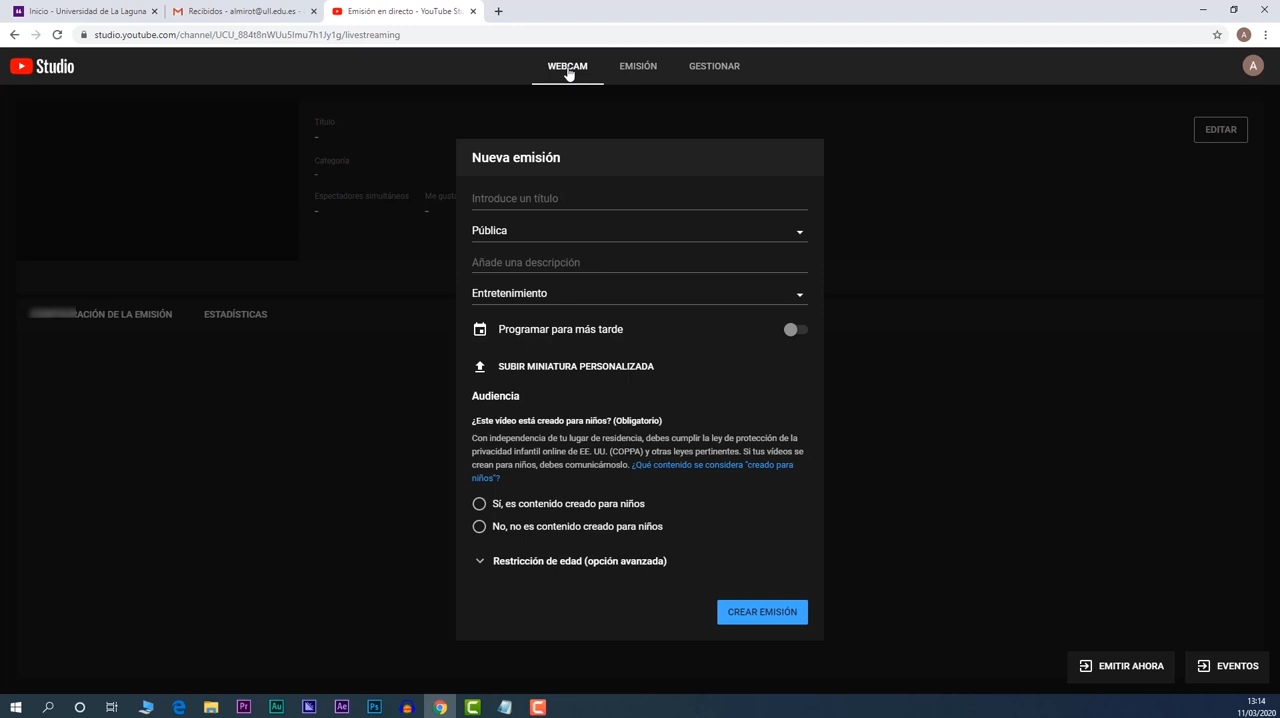 Inicio - Universidad de La Laguna
Recibidos - almirot@ull.edu.es -
Emisión en directo - YouTube Stu
studio.youtube.com/channel/UCU_884t8nWUu5Imu7h1Jy1g/livestreaming
A
Studio
WEBCAM
EMISIÓN
GESTIONAR
A
Título
-
EDITAR
Categoría
-
Espectadores simultáneos
Me gusta
-
-
RACIÓN DE LA EMISIÓN
ESTADÍSTICAS
Nueva emisión
Introduce un título
Pública
Añade una descripción
Entretenimiento
Programar para más tarde
SUBIR MINIATURA PERSONALIZADA
Audiencia
¿Este vídeo está creado para niños? (Obligatorio)
Con independencia de tu lugar de residencia, debes cumplir la ley de protección de la
privacidad infantil online de EE. UU. (COPPA) y otras leyes pertinentes. Si tus vídeos se
crean para niños, debes comunicárnoslo. ¿Qué contenido se considera "creado para
niños"?
Sí, es contenido creado para niños
No, no es contenido creado para niños
Restricción de edad (opción avanzada)
CREAR EMISIÓN
EMITIR AHORA
EVENTOS
Pr
Au
Ae
Ps
13:14
11/03/2020